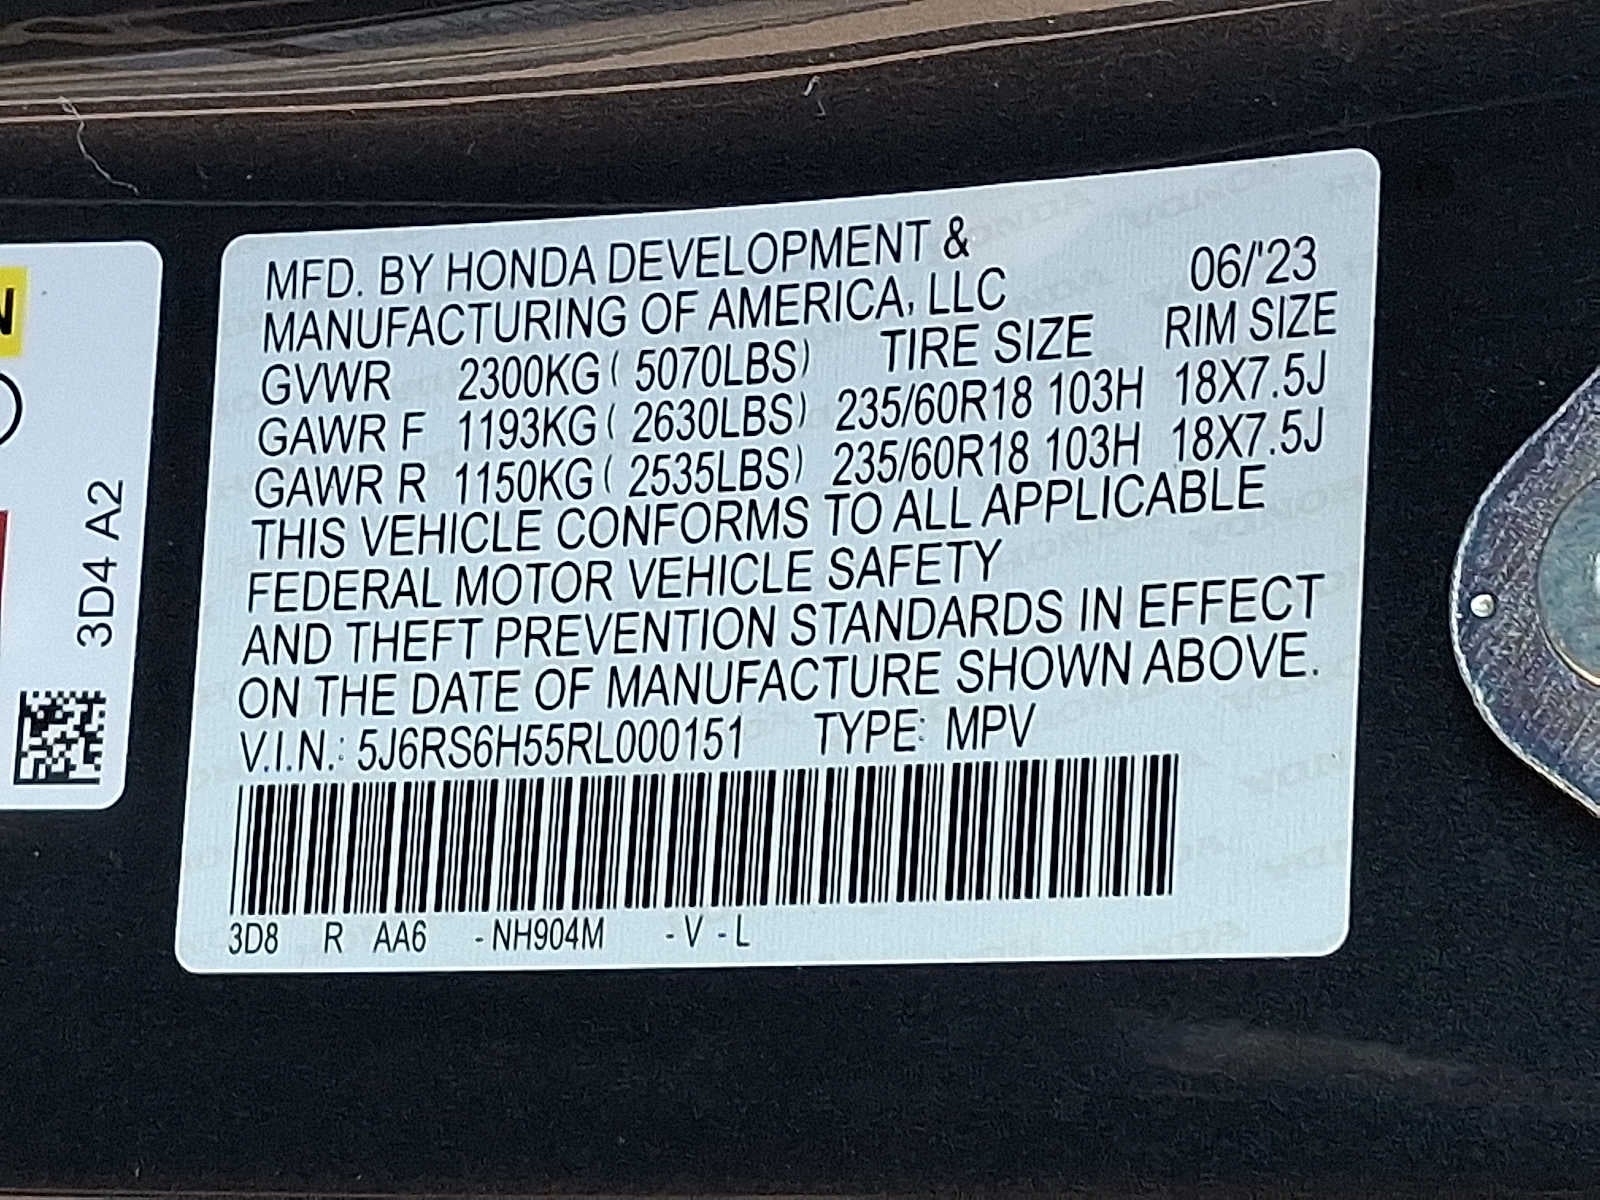 MFD. BY HONDA DEVELOPMENT &
MANUFACTURING OF AMERICA, LLC 06/'23
GVWR 2300KG ( 5070LBS) TIRE SIZE RIM SIZE
GAWR F 1193KG ( 2630LBS) 235/60R18 103H 18X7.5J
GAWR R 1150KG ( 2535LBS) 235/60R18 103H 18X7.5J
THIS VEHICLE CONFORMS TO ALL APPLICABLE
FEDERAL MOTOR VEHICLE SAFETY
AND THEFT PREVENTION STANDARDS IN EFFECT
ON THE DATE OF MANUFACTURE SHOWN ABOVE.
V.I.N.: 5J6RS6H55RL000151 TYPE: MPV
3D8 R AA6 -NH904M -V -L
3D4 A2